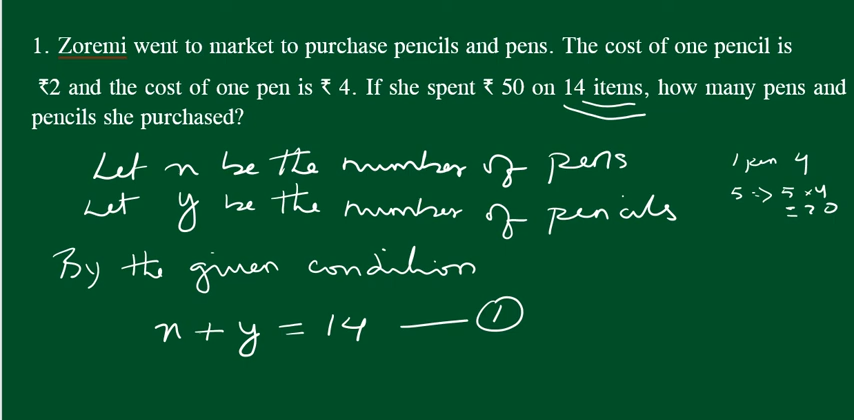 1. Zoremi went to market to purchase pencils and pens. The cost of one pencil is
₹2 and the cost of one pen is ₹ 4. If she spent ₹ 50 on 14 items, how many pens and
pencils she purchased?
Let x be the number of pens
Let y be the number of pencils
By the given condition
x + y = 14 — ①
1 pen 4
5 => 5 × 4
= 20